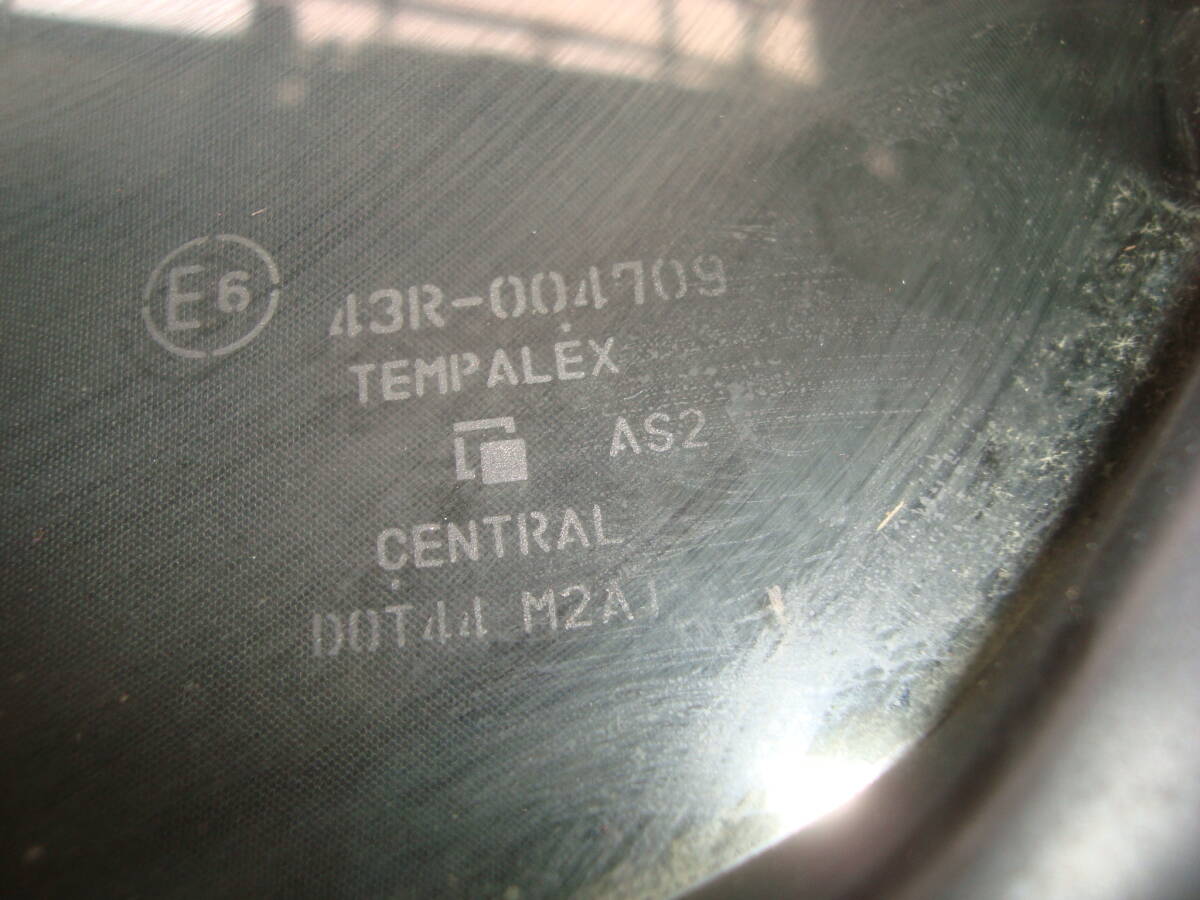 E6 43R-004709
TEMPALEX
AS2
CENTRAL
DOT44 M2AJ